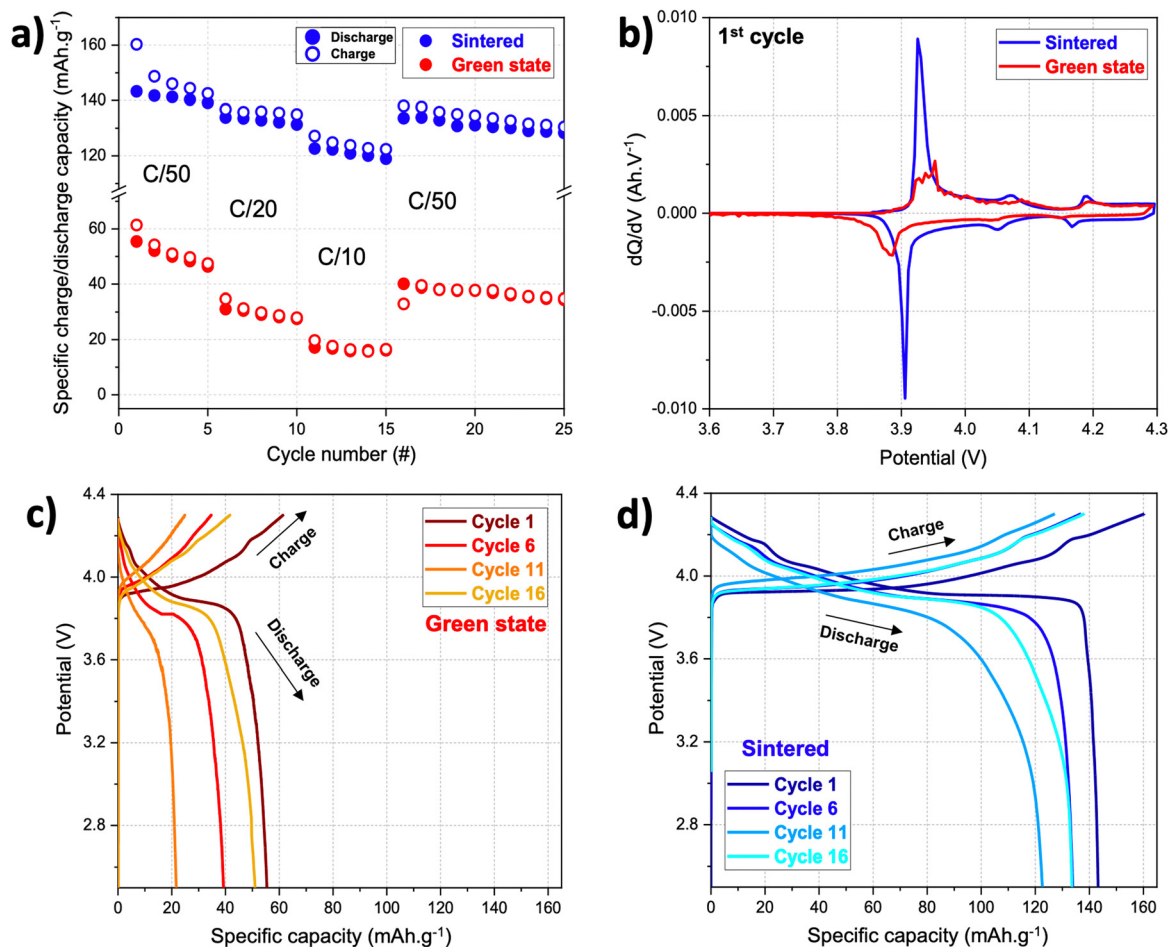 a)
Specific charge/discharge capacity (mAh.g⁻¹)
160
140
120
60
40
20
0
Discharge
Charge
Sintered
Green state
C/50
C/20
C/10
C/50
0
5
10
15
20
25
Cycle number (#)
b)
1st cycle
Sintered
Green state
dQ/dV (Ah.V⁻¹)
0.010
0.005
0.000
-0.005
-0.010
3.6
3.7
3.8
3.9
4.0
4.1
4.2
4.3
Potential (V)
c)
Potential (V)
4.4
4.0
3.6
3.2
2.8
Charge
Discharge
Cycle 1
Cycle 6
Cycle 11
Cycle 16
Green state
0
20
40
60
80
100
120
140
160
Specific capacity (mAh.g⁻¹)
d)
Potential (V)
4.4
4.0
3.6
3.2
2.8
Charge
Discharge
Sintered
Cycle 1
Cycle 6
Cycle 11
Cycle 16
0
20
40
60
80
100
120
140
160
Specific capacity (mAh.g⁻¹)